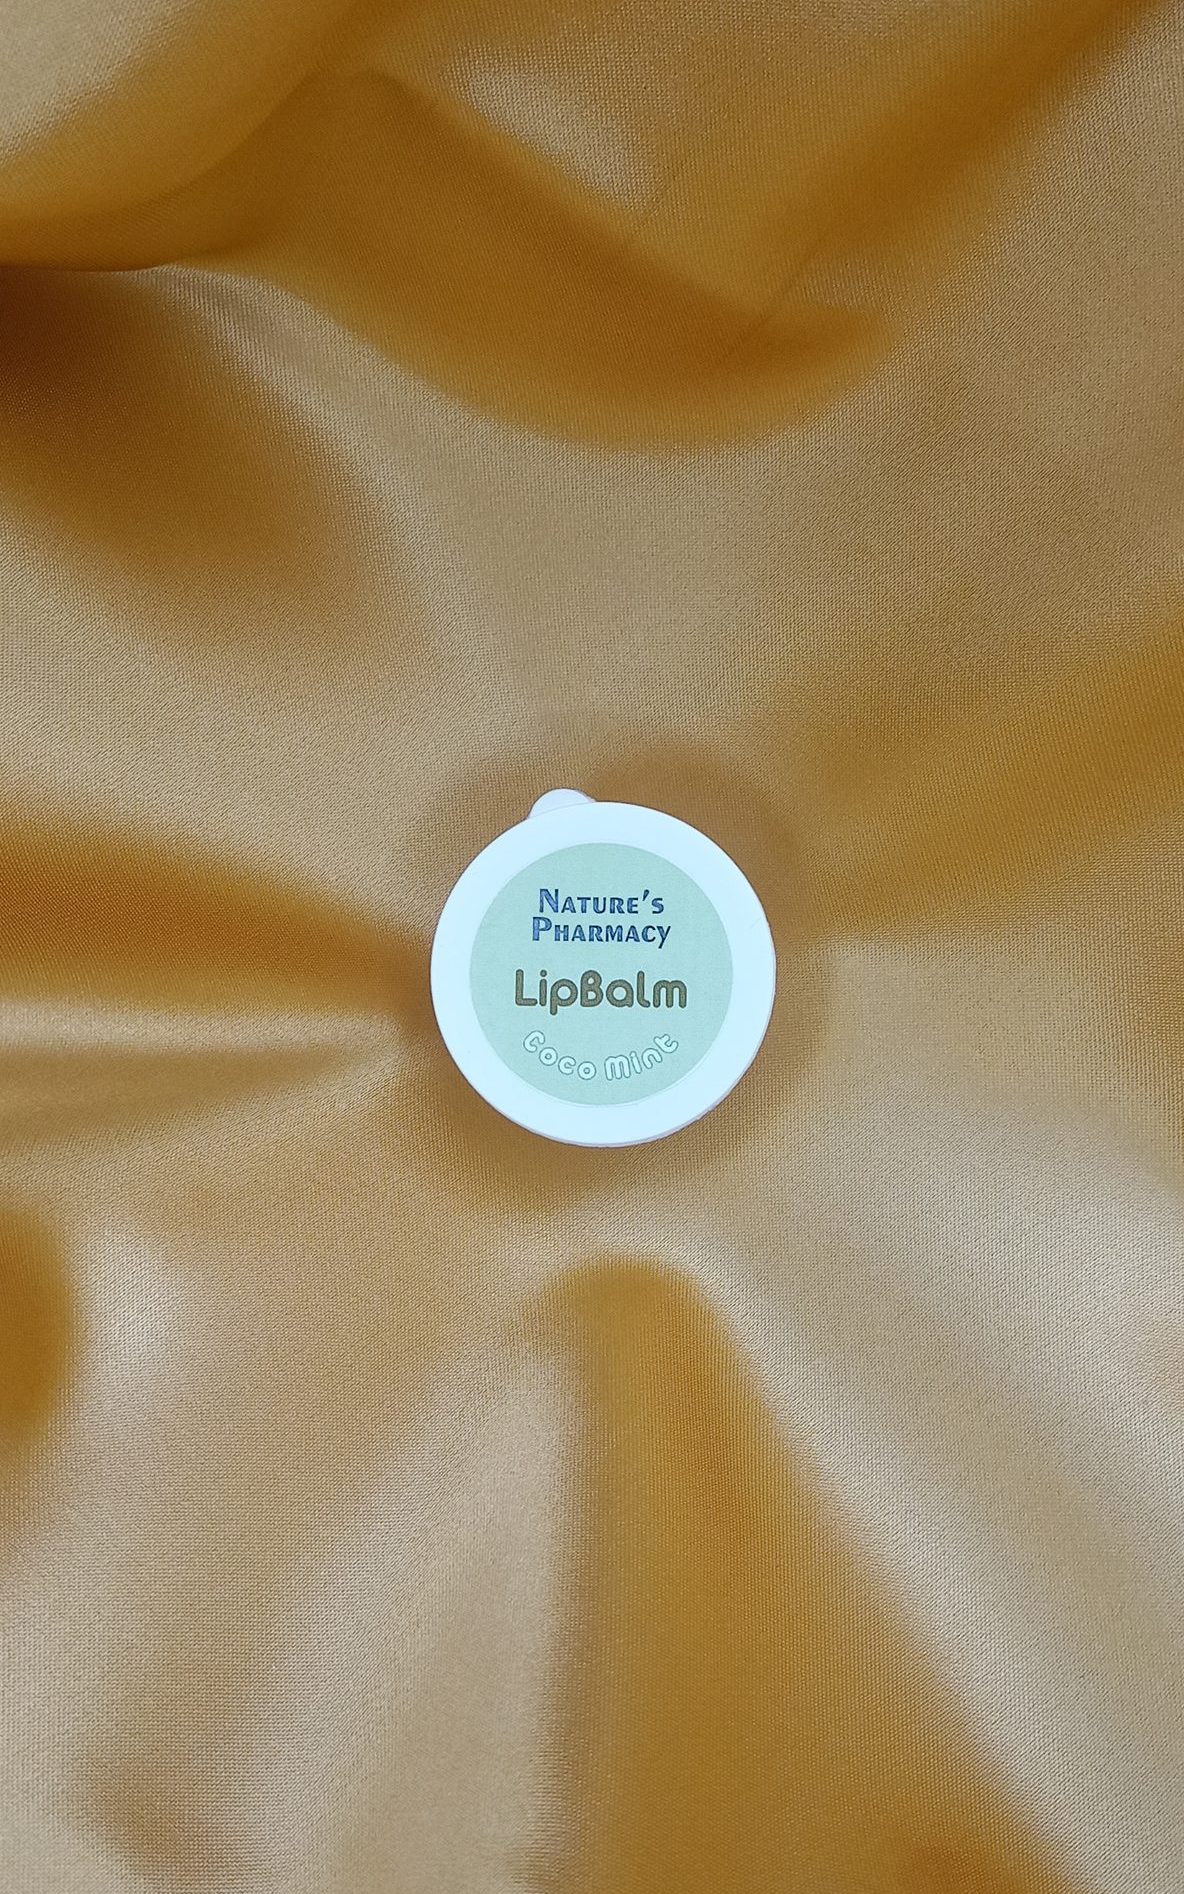 Nature's
Pharmacy
LipBalm
Coco Mint